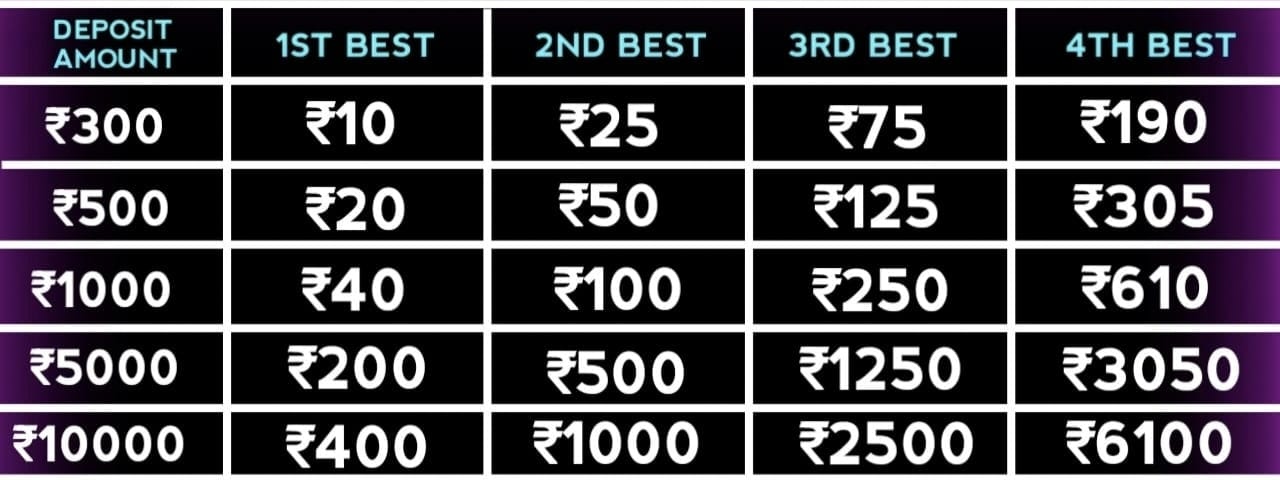 DEPOSIT AMOUNT 1ST BEST 2ND BEST 3RD BEST 4TH BEST
₹300 ₹10 ₹25 ₹75 ₹190
₹500 ₹20 ₹50 ₹125 ₹305
₹1000 ₹40 ₹100 ₹250 ₹610
₹5000 ₹200 ₹500 ₹1250 ₹3050
₹10000 ₹400 ₹1000 ₹2500 ₹6100